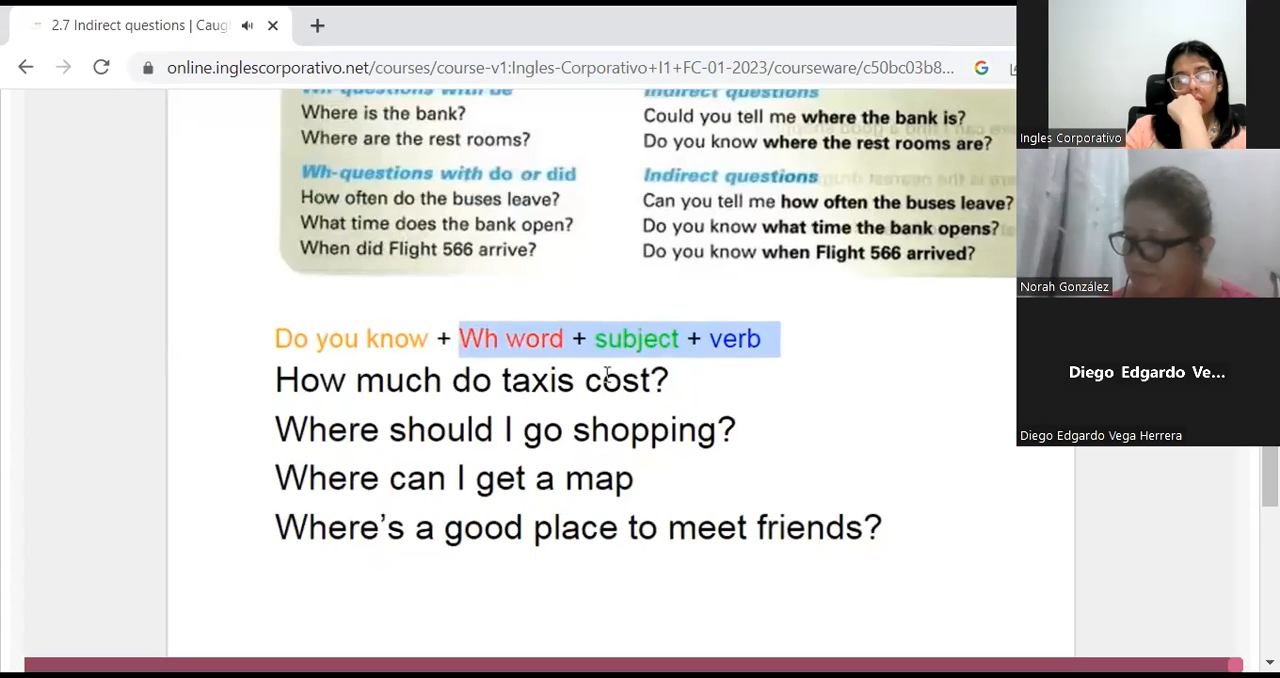 2.7 Indirect questions | Caug
online.inglescorporativo.net/courses/course-v1:Ingles-Corporativo+I1+FC-01-2023/courseware/c50bc03b8...
Wh-questions with be
Indirect questions
Where is the bank?
Could you tell me where the bank is?
Where are the rest rooms?
Do you know where the rest rooms are?
Wh-questions with do or did
Indirect questions
How often do the buses leave?
Can you tell me how often the buses leave?
What time does the bank open?
Do you know what time the bank opens?
When did Flight 566 arrive?
Do you know when Flight 566 arrived?
Do you know + Wh word + subject + verb
How much do taxis cost?
Where should I go shopping?
Where can I get a map
Where's a good place to meet friends?
Ingles Corporativo
Norah González
Diego Edgardo Ve...
Diego Edgardo Vega Herrera